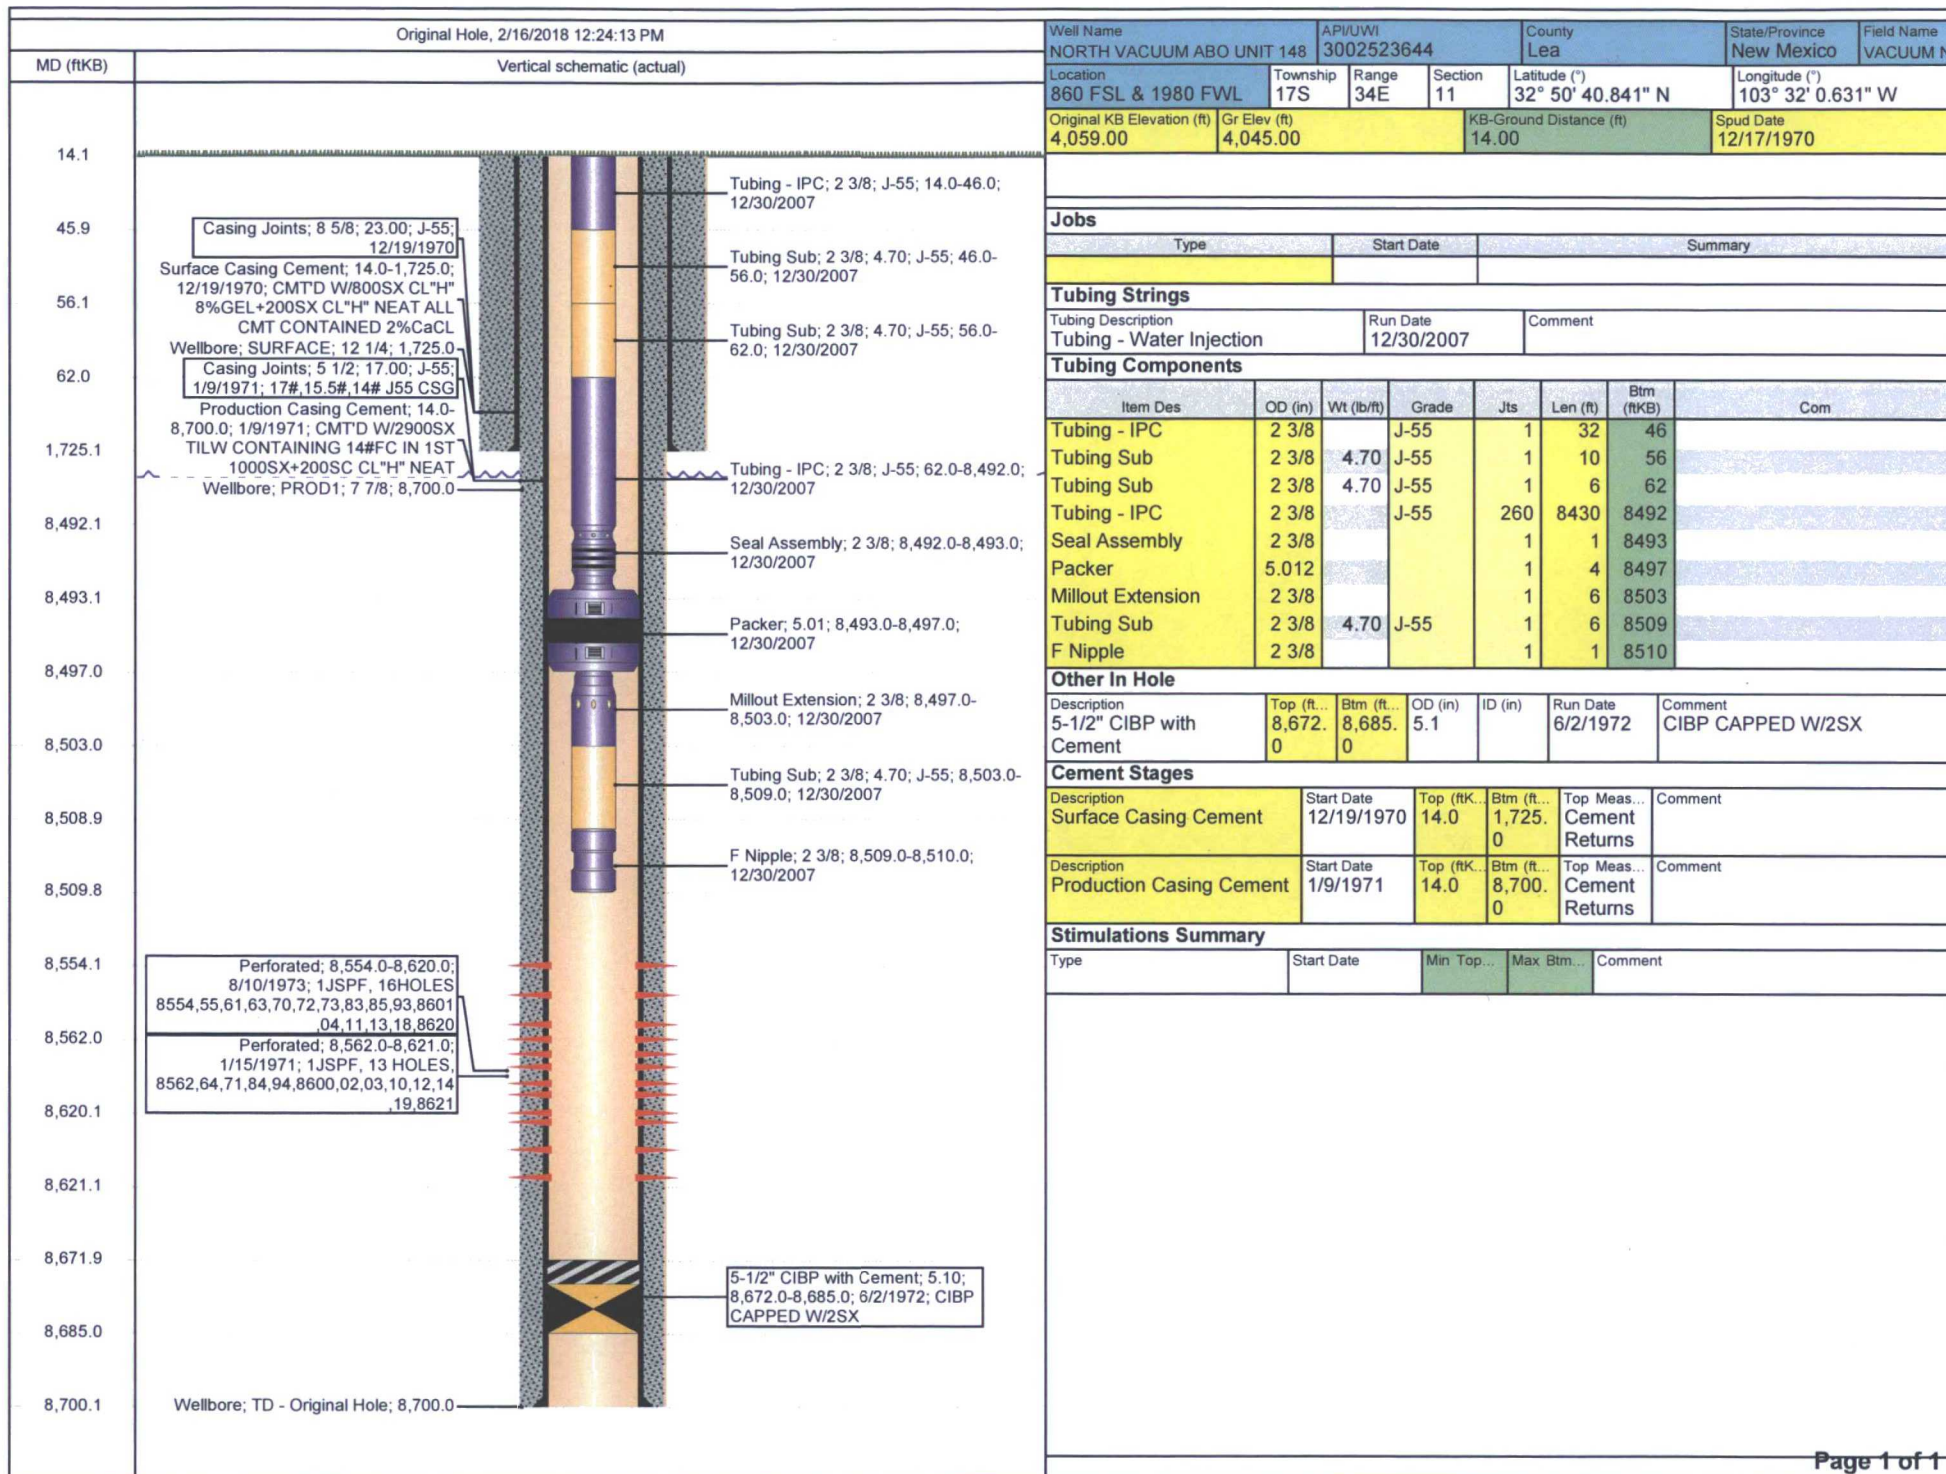 Original Hole, 2/16/2018 12:24:13 PM
MD (ftKB)
Vertical schematic (actual)
14.1
45.9
56.1
62.0
1,725.1
8,492.1
8,493.1
8,497.0
8,503.0
8,508.9
8,509.8
8,554.1
8,562.0
8,620.1
8,621.1
8,671.9
8,685.0
8,700.1
Casing Joints; 8 5/8; 23.00; J-55;
12/19/1970
Surface Casing Cement; 14.0-1,725.0;
12/19/1970; CMT'D W/800SX CL"H"
8%GEL+200SX CL"H" NEAT ALL
CMT CONTAINED 2%CaCL
Wellbore; SURFACE; 12 1/4; 1,725.0
Casing Joints; 5 1/2; 17.00; J-55;
1/9/1971; 17#,15.5#,14# J55 CSG
Production Casing Cement; 14.0-
8,700.0; 1/9/1971; CMT'D W/2900SX
TILW CONTAINING 14#FC IN 1ST
1000SX+200SC CL"H" NEAT
Wellbore; PROD1; 7 7/8; 8,700.0
Perforated; 8,554.0-8,620.0;
8/10/1973; 1JSPF, 16HOLES
8554,55,61,63,70,72,73,83,85,93,8601
,04,11,13,18,8620
Perforated; 8,562.0-8,621.0;
1/15/1971; 1JSPF, 13 HOLES,
8562,64,71,84,94,8600,02,03,10,12,14
,19,8621
Wellbore; TD - Original Hole; 8,700.0
Tubing - IPC; 2 3/8; J-55; 14.0-46.0;
12/30/2007
Tubing Sub; 2 3/8; 4.70; J-55; 46.0-
56.0; 12/30/2007
Tubing Sub; 2 3/8; 4.70; J-55; 56.0-
62.0; 12/30/2007
Tubing - IPC; 2 3/8; J-55; 62.0-8,492.0;
12/30/2007
Seal Assembly; 2 3/8; 8,492.0-8,493.0;
12/30/2007
Packer; 5.01; 8,493.0-8,497.0;
12/30/2007
Millout Extension; 2 3/8; 8,497.0-
8,503.0; 12/30/2007
Tubing Sub; 2 3/8; 4.70; J-55; 8,503.0-
8,509.0; 12/30/2007
F Nipple; 2 3/8; 8,509.0-8,510.0;
12/30/2007
5-1/2" CIBP with Cement; 5.10;
8,672.0-8,685.0; 6/2/1972; CIBP
CAPPED W/2SX
Well Name API/UWI County State/Province Field Name
NORTH VACUUM ABO UNIT 148 3002523644 Lea New Mexico VACUUM N
Location Township Range Section Latitude (°) Longitude (°)
860 FSL & 1980 FWL 17S 34E 11 32° 50' 40.841" N 103° 32' 0.631" W
Original KB Elevation (ft) Gr Elev (ft) KB-Ground Distance (ft) Spud Date
4,059.00 4,045.00 14.00 12/17/1970
Jobs
Type Start Date Summary
Tubing Strings
Tubing Description Run Date Comment
Tubing - Water Injection 12/30/2007
Tubing Components
Item Des OD (in) Wt (lb/ft) Grade Jts Len (ft) Btm (ftKB) Com
Tubing - IPC 2 3/8 J-55 1 32 46
Tubing Sub 2 3/8 4.70 J-55 1 10 56
Tubing Sub 2 3/8 4.70 J-55 1 6 62
Tubing - IPC 2 3/8 J-55 260 8430 8492
Seal Assembly 2 3/8 1 1 8493
Packer 5.012 1 4 8497
Millout Extension 2 3/8 1 6 8503
Tubing Sub 2 3/8 4.70 J-55 1 6 8509
F Nipple 2 3/8 1 1 8510
Other In Hole
Description Top (ft... Btm (ft... OD (in) ID (in) Run Date Comment
5-1/2" CIBP with 8,672. 8,685. 5.1 6/2/1972 CIBP CAPPED W/2SX
Cement 0 0
Cement Stages
Description Start Date Top (ftK... Btm (ft... Top Meas... Comment
Surface Casing Cement 12/19/1970 14.0 1,725. Cement
0 Returns
Description Start Date Top (ftK... Btm (ft... Top Meas... Comment
Production Casing Cement 1/9/1971 14.0 8,700. Cement
0 Returns
Stimulations Summary
Type Start Date Min Top... Max Btm... Comment
Page 1 of 1